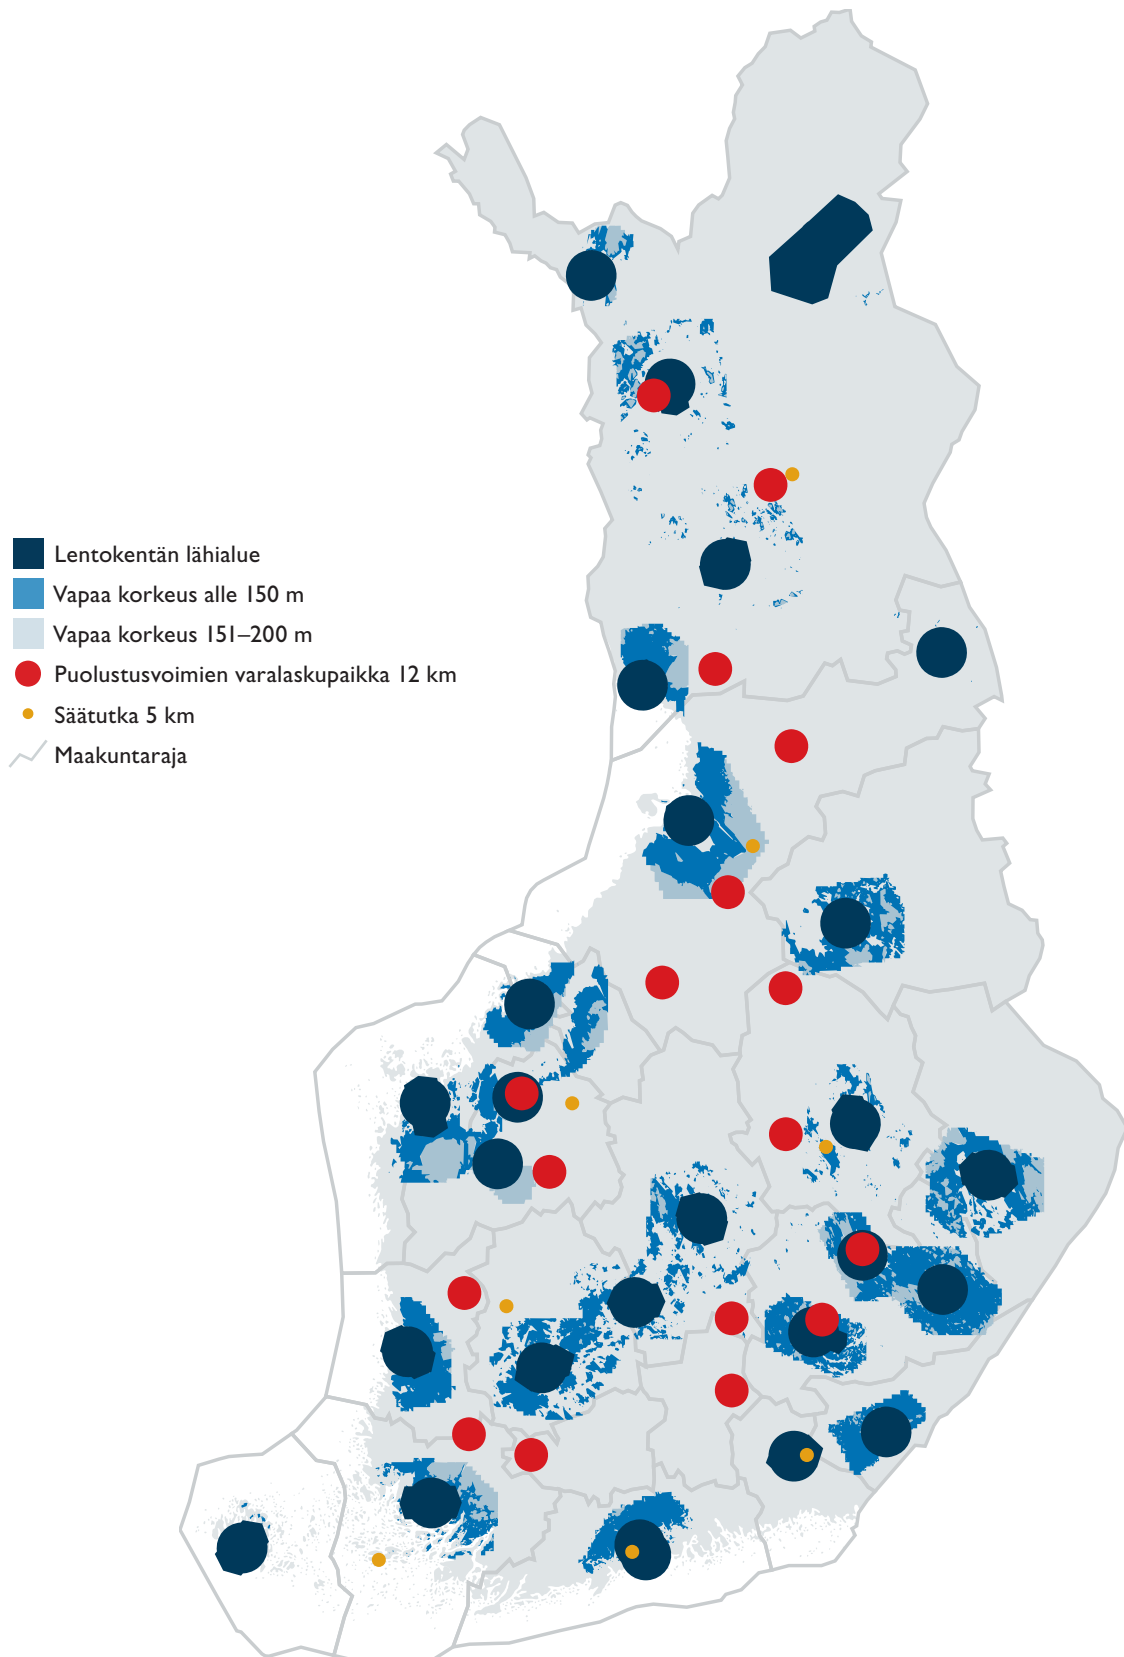 Lentokentän lähialue
Vapaa korkeus alle 150 m
Vapaa korkeus 151–200 m
Puolustusvoimien varalaskupaikka 12 km
Säätutka 5 km
Maakuntaraja